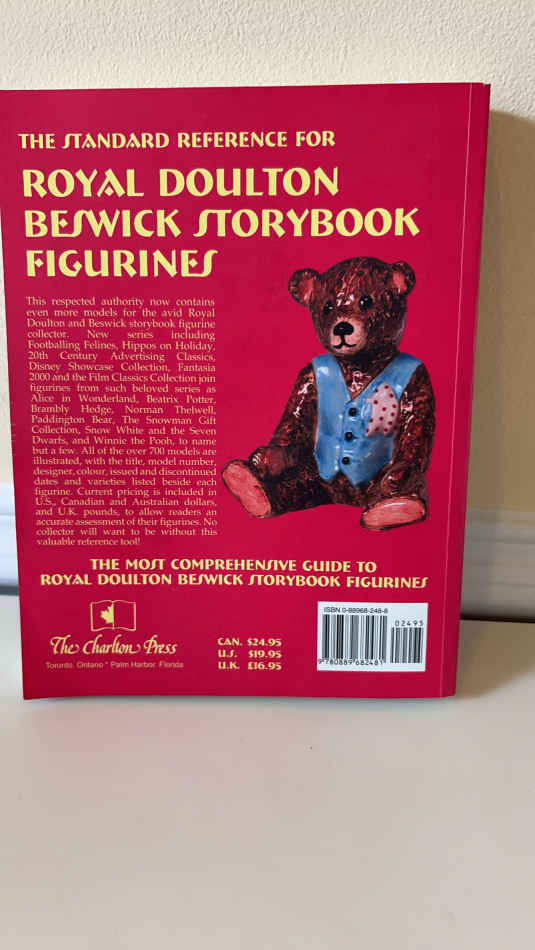 THE STANDARD REFERENCE FOR
ROYAL DOULTON
BESWICK STORYBOOK
FIGURINES
This respected authority now contains
even more models for the avid Royal
Doulton and Beswick storybook figurine
collector. New series including
Footballing Felines, Hippos on Holiday,
20th Century Advertising Classics,
Disney Showcase Collection, Fantasia
2000 and the Film Classics Collection join
figurines from such beloved series as
Alice in Wonderland, Beatrix Potter,
Brambly Hedge, Norman Thelwell,
Paddington Bear, The Snowman Gift
Collection, Snow White and the Seven
Dwarfs, and Winnie the Pooh, to name
but a few. All of the over 700 models are
illustrated, with the title, model number,
designer, colour, issued and discontinued
dates and varieties listed beside each
figurine. Current pricing is included in
U.S., Canadian and Australian dollars,
and U.K. pounds, to allow readers an
accurate assessment of their figurines. No
collector will want to be without this
valuable reference tool!
THE MOST COMPREHENSIVE GUIDE TO
ROYAL DOULTON BESWICK STORYBOOK FIGURINES
The Charlton Press
Toronto, Ontario * Palm Harbor, Florida
CAN. $24.95
U.S. $19.95
U.K. £16.95
ISBN 0-88968-248-8
02495
9 780889 682481